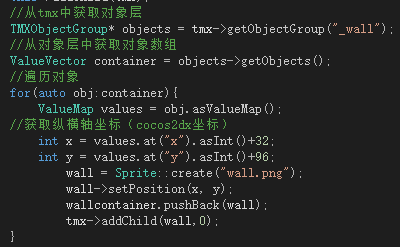 //从tmx中获取对象层
TMXObjectGroup* objects = tmx->getObjectGroup("_wall");
//从对象层中获取对象数组
ValueVector container = objects->getObjects();
//遍历对象
for(auto obj:container){
ValueMap values = obj.asValueMap();
//获取纵横轴坐标（cocos2dx坐标）
int x = values.at("x").asInt()+32;
int y = values.at("y").asInt()+96;
wall = Sprite::create("wall.png");
wall->setPosition(x, y);
wallcontainer.pushBack(wall);
tmx->addChild(wall,0);
}